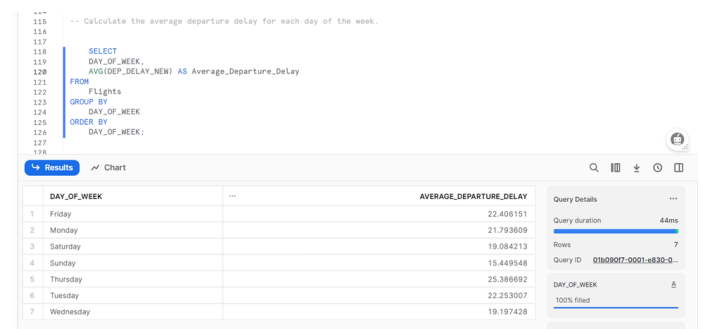 115 -- Calculate the average departure delay for each day of the week.
116
117
118 SELECT
119 DAY_OF_WEEK,
120 AVG(DEP_DELAY_NEW) AS Average_Departure_Delay
121 FROM
122 Flights
123 GROUP BY
124 DAY_OF_WEEK
125 ORDER BY
126 DAY_OF_WEEK;
127
128
Results Chart
DAY_OF_WEEK ... AVERAGE_DEPARTURE_DELAY
1 Friday 22.406151
2 Monday 21.793609
3 Saturday 19.084213
4 Sunday 15.449548
5 Thursday 25.386692
6 Tuesday 22.253007
7 Wednesday 19.197428
Query Details ...
Query duration 44ms
Rows 7
Query ID 01b090f7-0001-e830-0...
DAY_OF_WEEK A
100% filled